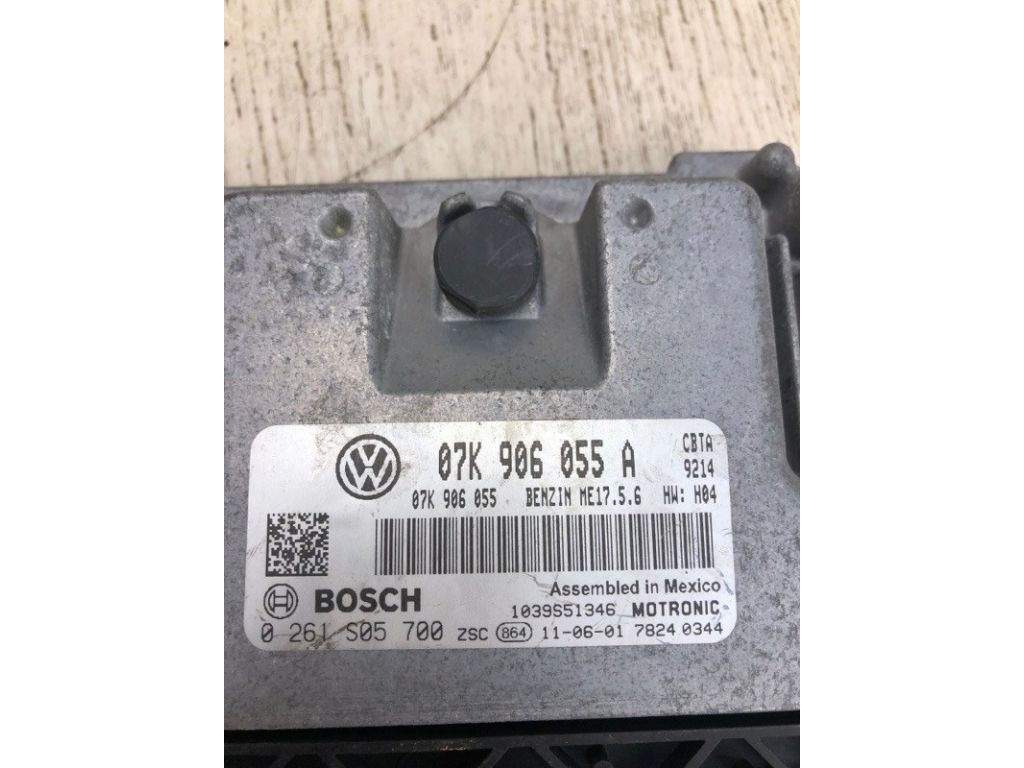 07K 906 055 A CBTA
9214
07K 906 055 BENZIN ME17.5.6 HW: H04
Assembled in Mexico
BOSCH 1039S51346 MOTRONIC
0 261 S05 700 ZSC 864 11-06-01 7824 0344